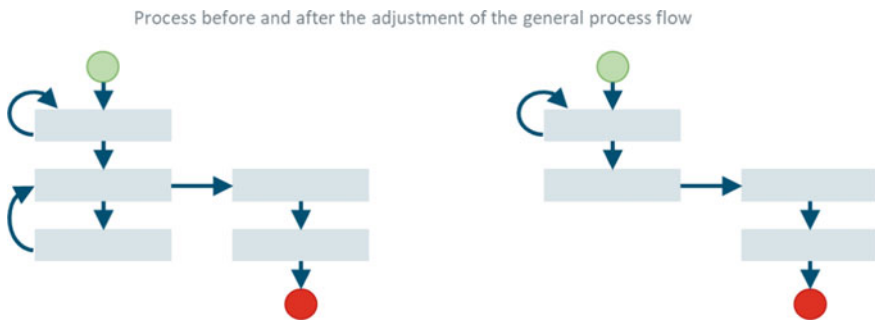 Process before and after the adjustment of the general process flow